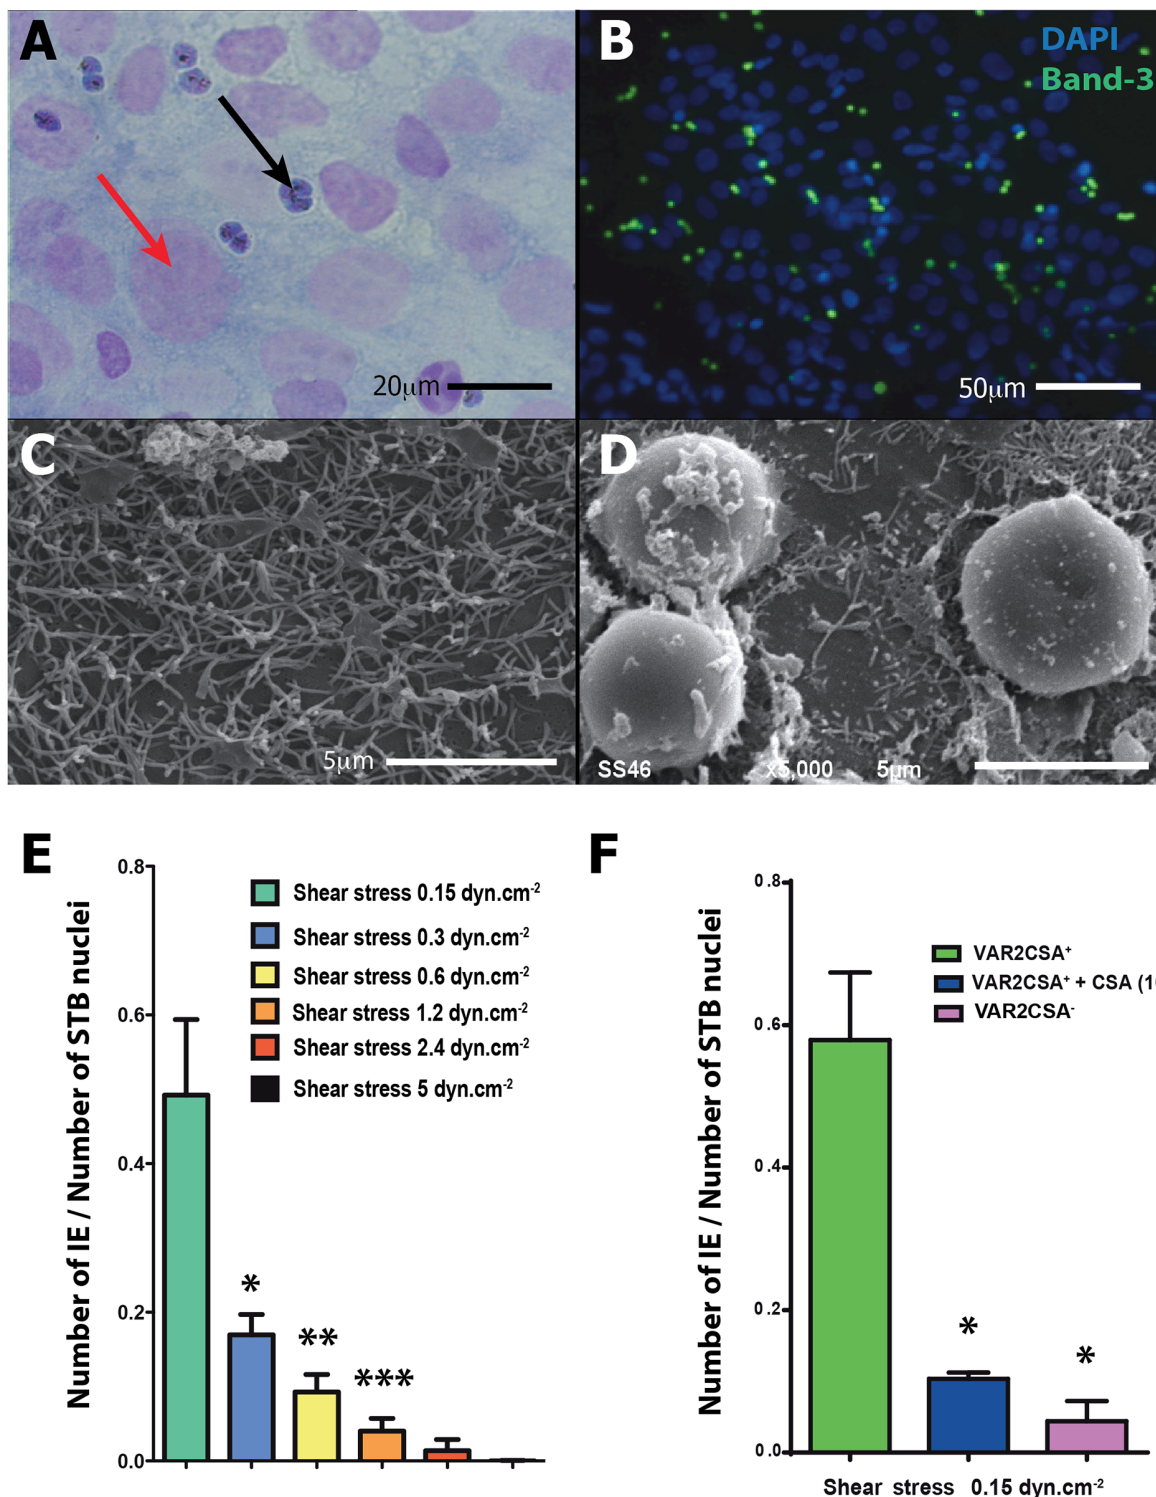 A
20μm
B
DAPI
Band-3
50μm
C
5μm
D
SS46 x5,000 5μm
E
Number of IE / Number of STB nuclei
0.8
0.6
0.4
0.2
0.0
Shear stress 0.15 dyn.cm-2
Shear stress 0.3 dyn.cm-2
Shear stress 0.6 dyn.cm-2
Shear stress 1.2 dyn.cm-2
Shear stress 2.4 dyn.cm-2
Shear stress 5 dyn.cm-2
*
**
***
F
Number of IE / Number of STB nuclei
0.8
0.6
0.4
0.2
0.0
VAR2CSA+
VAR2CSA+ + CSA (1
VAR2CSA-
*
*
Shear stress 0.15 dyn.cm-2